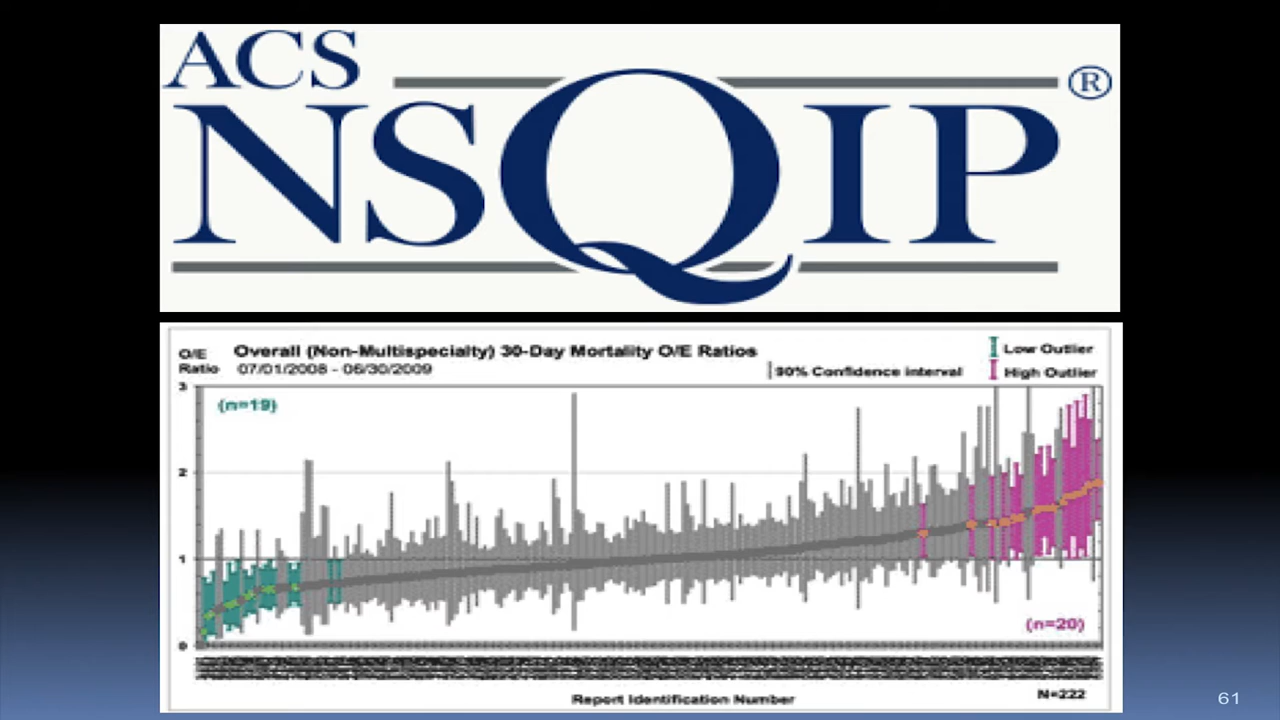 ACS
NSQIP®
O/E
Ratio
Overall (Non-Multispecialty) 30-Day Mortality O/E Ratios
07/01/2008 - 06/30/2009
Low Outlier
90% Confidence interval
High Outlier
3
(n=19)
2
1
(n=20)
0
Report Identification Number
N=222
61